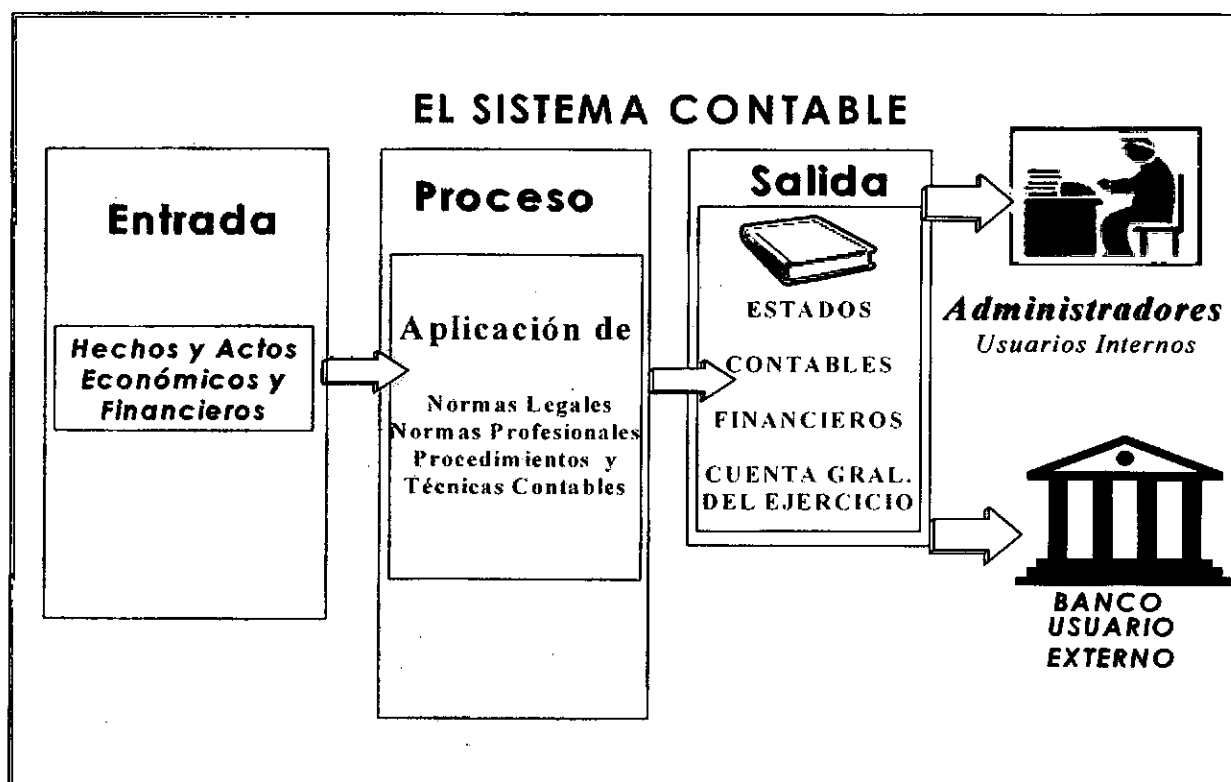 EL SISTEMA CONTABLE
Entrada
Hechos y Actos
Económicos y
Financieros
Proceso
Aplicación de
Normas Legales
Normas Profesionales
Procedimientos y
Técnicas Contables
Salida
ESTADOS
CONTABLES
FINANCIEROS
CUENTA GRAL.
DEL EJERCICIO
Administradores
Usuarios Internos
BANCO
USUARIO
EXTERNO